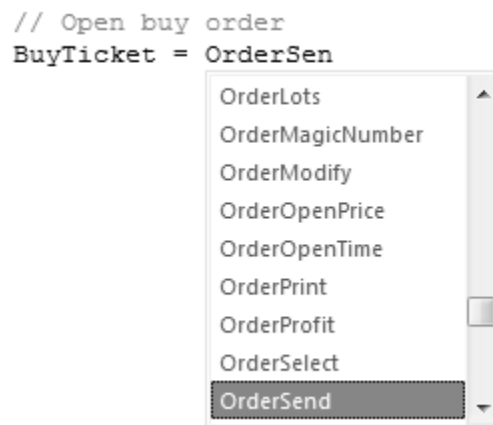 // Open buy order
BuyTicket = OrderSen
OrderLots
OrderMagicNumber
OrderModify
OrderOpenPrice
OrderOpenTime
OrderPrint
OrderProfit
OrderSelect
OrderSend